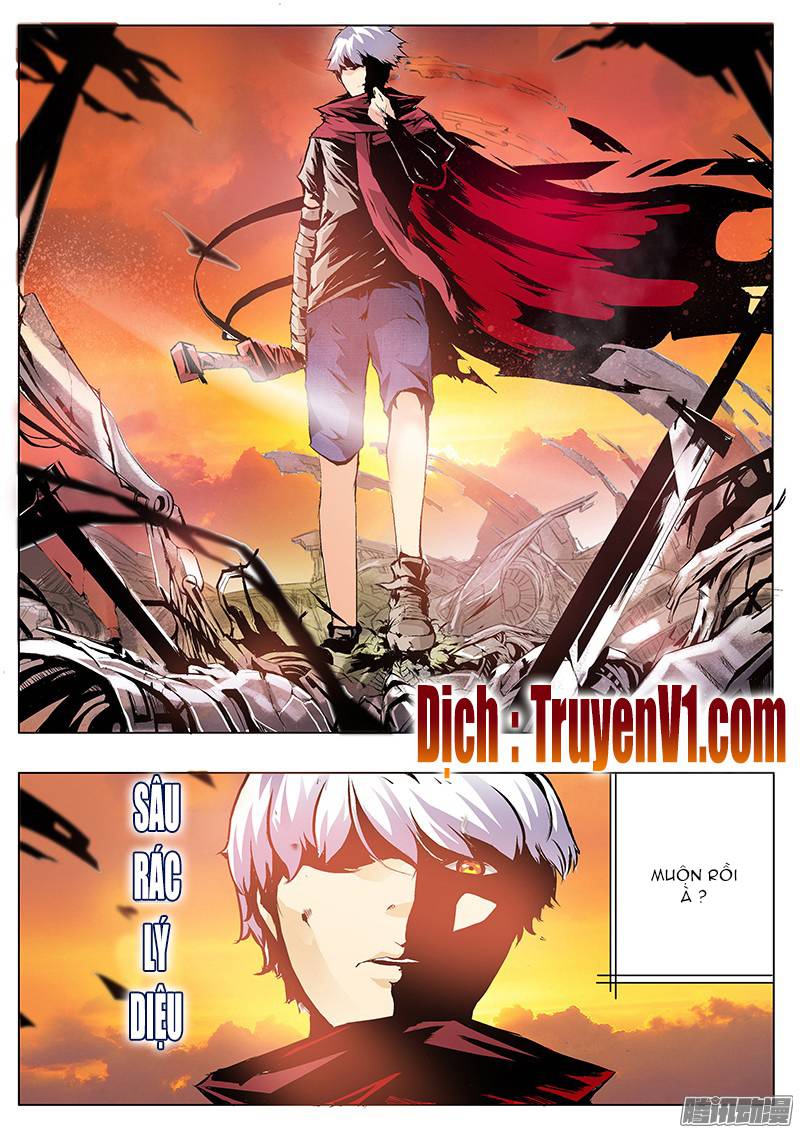 Dịch : TruyenV1.com
SÂU
RÁC
LÝ
DIỆU
MUỘN RỒI
À ?
腾讯动漫